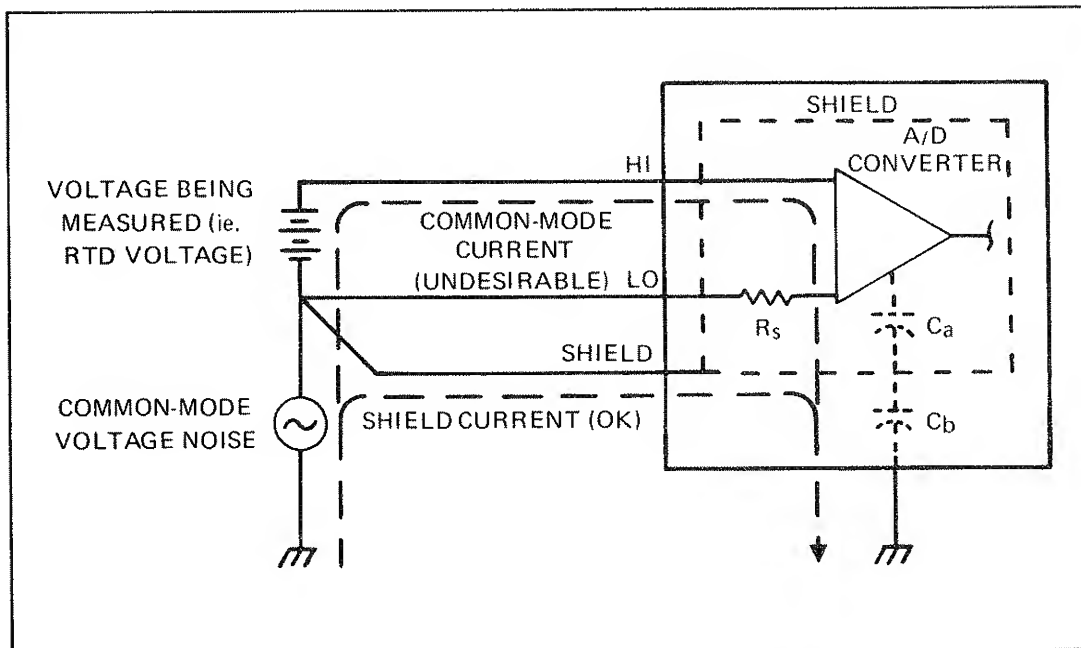 SHIELD
A/D
CONVERTER
HI
VOLTAGE BEING
MEASURED (ie.
RTD VOLTAGE)
COMMON-MODE
CURRENT
(UNDESIRABLE)
LO
Rs
Ca
SHIELD
COMMON-MODE
VOLTAGE NOISE
SHIELD CURRENT (OK)
Cb